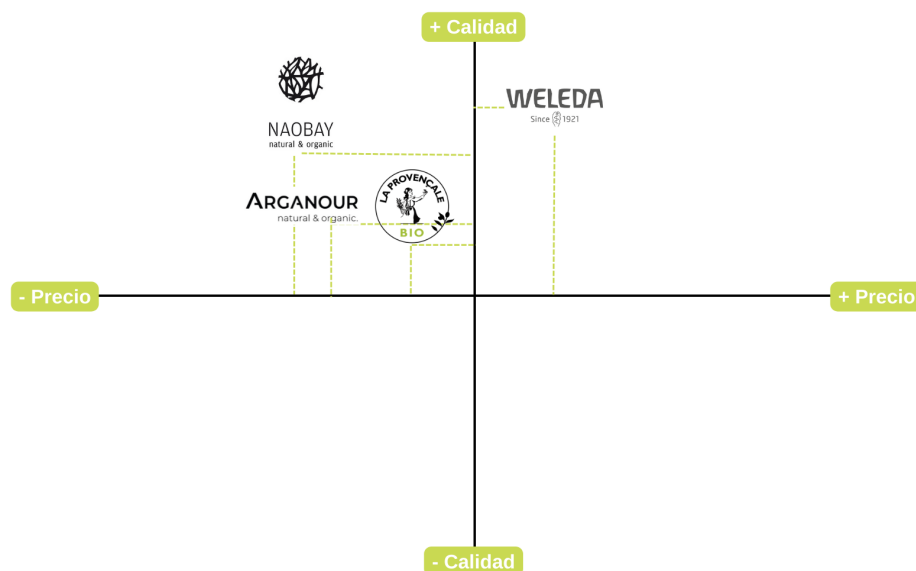 + Calidad
WELEDA
Since 1921
NAOBAY
natural & organic
LA PROVENÇALE
BIO
ARGANOUR
natural & organic.
- Precio
+ Precio
- Calidad